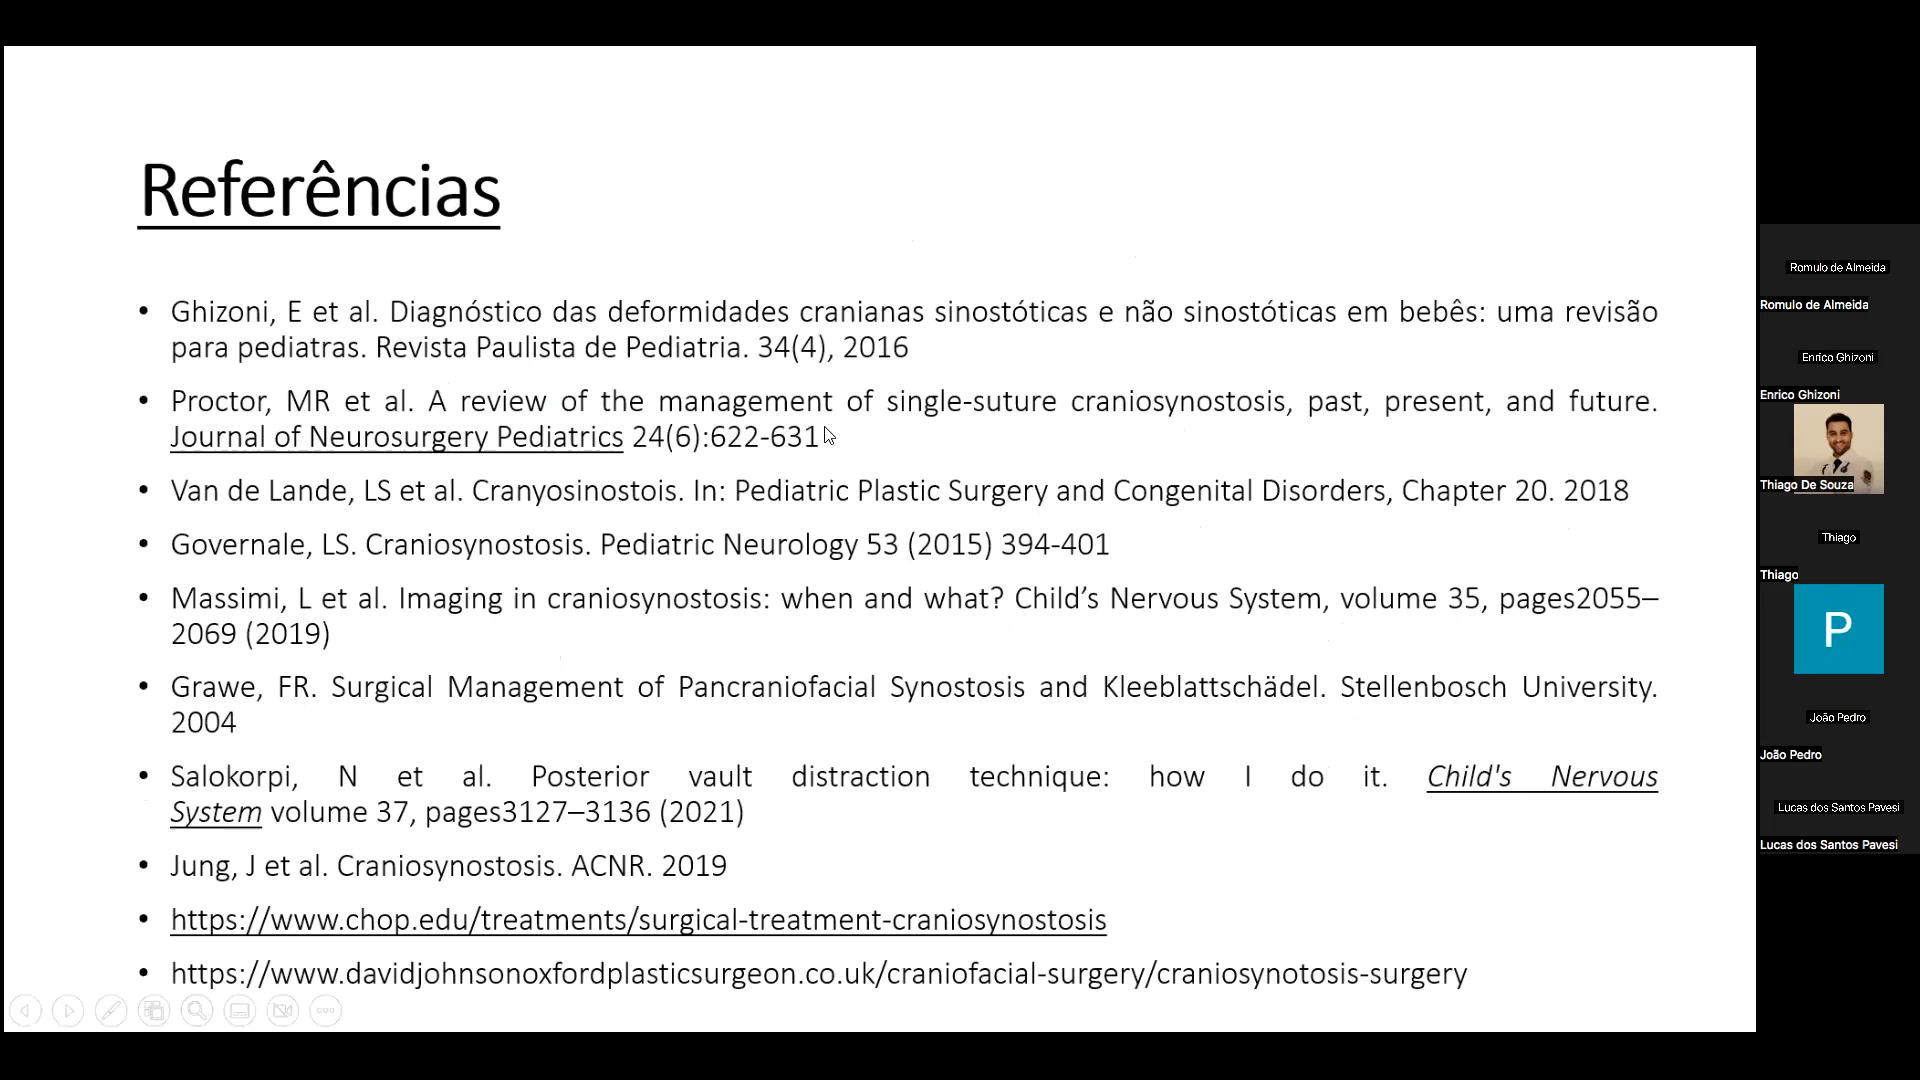 Referências
• Ghizoni, E et al. Diagnóstico das deformidades cranianas sinostóticas e não sinostóticas em bebês: uma revisão
para pediatras. Revista Paulista de Pediatria. 34(4), 2016
• Proctor, MR et al. A review of the management of single-suture craniosynostosis, past, present, and future.
Journal of Neurosurgery Pediatrics 24(6):622-631
• Van de Lande, LS et al. Cranyosinostois. In: Pediatric Plastic Surgery and Congenital Disorders, Chapter 20. 2018
• Governale, LS. Craniosynostosis. Pediatric Neurology 53 (2015) 394-401
• Massimi, L et al. Imaging in craniosynostosis: when and what? Child’s Nervous System, volume 35, pages2055–
2069 (2019)
• Grawe, FR. Surgical Management of Pancraniofacial Synostosis and Kleeblattschädel. Stellenbosch University.
2004
• Salokorpi, N et al. Posterior vault distraction technique: how I do it. Child's Nervous
System volume 37, pages3127–3136 (2021)
• Jung, J et al. Craniosynostosis. ACNR. 2019
• https://www.chop.edu/treatments/surgical-treatment-craniosynostosis
• https://www.davidjohnsonoxfordplasticsurgeon.co.uk/craniofacial-surgery/craniosynotosis-surgery
Romulo de Almeida
Romulo de Almeida
Enrico Ghizoni
Enrico Ghizoni
Thiago De Souza
Thiago
Thiago
P
João Pedro
João Pedro
Lucas dos Santos Pavesi
Lucas dos Santos Pavesi